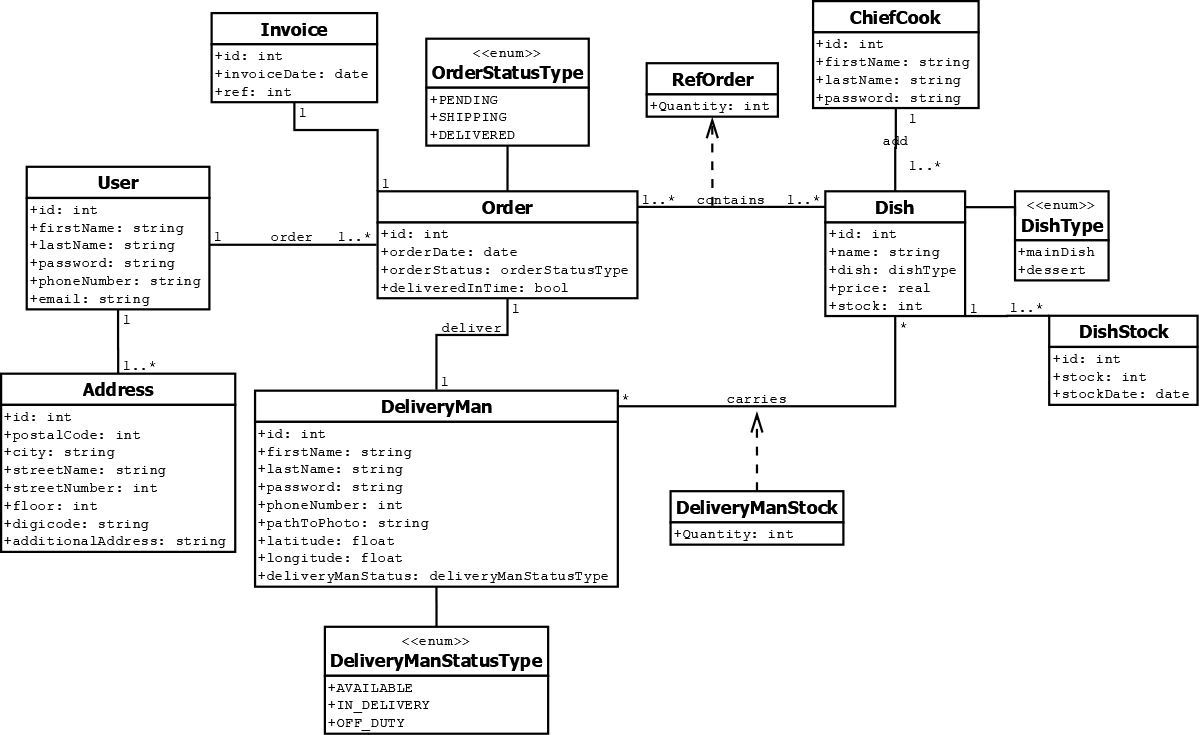 Invoice
+id: int
+invoiceDate: date
+ref: int
1
<<enum>>
OrderStatusType
+PENDING
+SHIPPING
+DELIVERED
RefOrder
+Quantity: int
ChiefCook
+id: int
+firstName: string
+lastName: string
+password: string
1
add
1..*
User
+id: int
+firstName: string
+lastName: string
+password: string
+phoneNumber: string
+email: string
1
order
1..*
1
1
Order
+id: int
+orderDate: date
+orderStatus: orderStatusType
+deliveredInTime: bool
1..*
contains
1..*
Dish
+id: int
+name: string
+dish: dishType
+price: real
+stock: int
<<enum>>
DishType
+mainDish
+dessert
1
1..*
DishStock
+id: int
+stock: int
+stockDate: date
1..*
Address
+id: int
+postalCode: int
+city: string
+streetName: string
+streetNumber: int
+floor: int
+digicode: string
+additionalAddress: string
1
deliver
1
DeliveryMan
+id: int
+firstName: string
+lastName: string
+password: string
+phoneNumber: int
+pathToPhoto: string
+latitude: float
+longitude: float
+deliveryManStatus: deliveryManStatusType
*
carries
*
DeliveryManStock
+Quantity: int
<<enum>>
DeliveryManStatusType
+AVAILABLE
+IN_DELIVERY
+OFF_DUTY